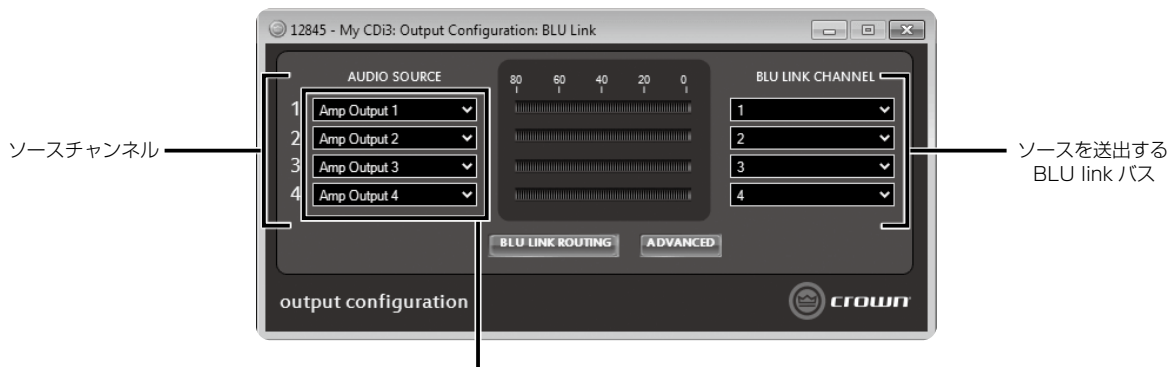 12845 - My CDi3: Output Configuration: BLU Link
AUDIO SOURCE
80 60 40 20 0
BLU LINK CHANNEL
1 Amp Output 1 1
2 Amp Output 2 2
3 Amp Output 3 3
4 Amp Output 4 4
ソースチャンネル
ソースを送出する
BLU link バス
BLU LINK ROUTING ADVANCED
output configuration
crown